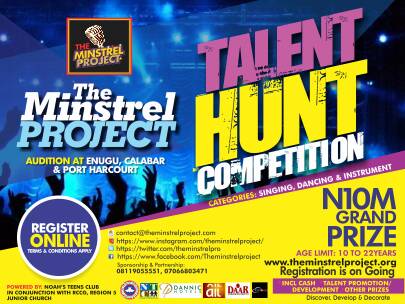 THE
MINSTREL
PROJECT
The
Minstrel
PROJECT
AUDITION AT ENUGU, CALABAR
& PORT HARCOURT
TALENT
HUNT
COMPETITION
CATEGORIES: SINGING, DANCING & INSTRUMENT
REGISTER
ONLINE
TERMS & CONDITIONS APPLY
contact@theminstrelproject.com
https://www.instagram.com/theminstrelproject/
https://twitter.com/theminstrelpro
https://www.facebook.com/Theminstrelproject
Sponsorship & Partnership:
08119055551, 07066803471
N10M
GRAND
PRIZE
AGE LIMIT: 10 TO 22YEARS
www.theminstrelproject.org
Registration is on Going
POWERED BY: NOAH'S TEENS CLUB
IN CONJUNCTION WITH RCCG, REGION 5
JUNIOR CHURCH
DANNIC
HOTELS
ait
INCL CASH TALENT PROMOTION/
DEVELOPMENT OTHER PRIZES
Discover, Develop & Decorate